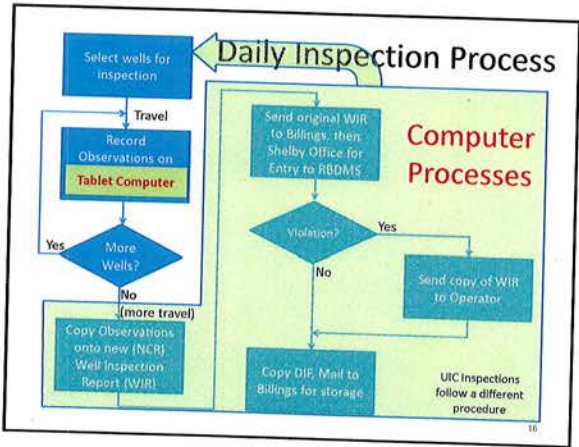 Daily Inspection Process
Select wells for
inspection
Travel
Record
Observations on
Tablet Computer
Yes
More
Wells?
No
(more travel)
Copy Observations
onto new (NCR)
Well Inspection
Report (WIR)
Send original WIR
to Billings, then
Shelby Office for
Entry to RBDMS
Computer
Processes
Violation?
Yes
No
Send copy of WIR
to Operator
Copy DIF, Mail to
Billings for storage
UIC Inspections
follow a different
procedure
16